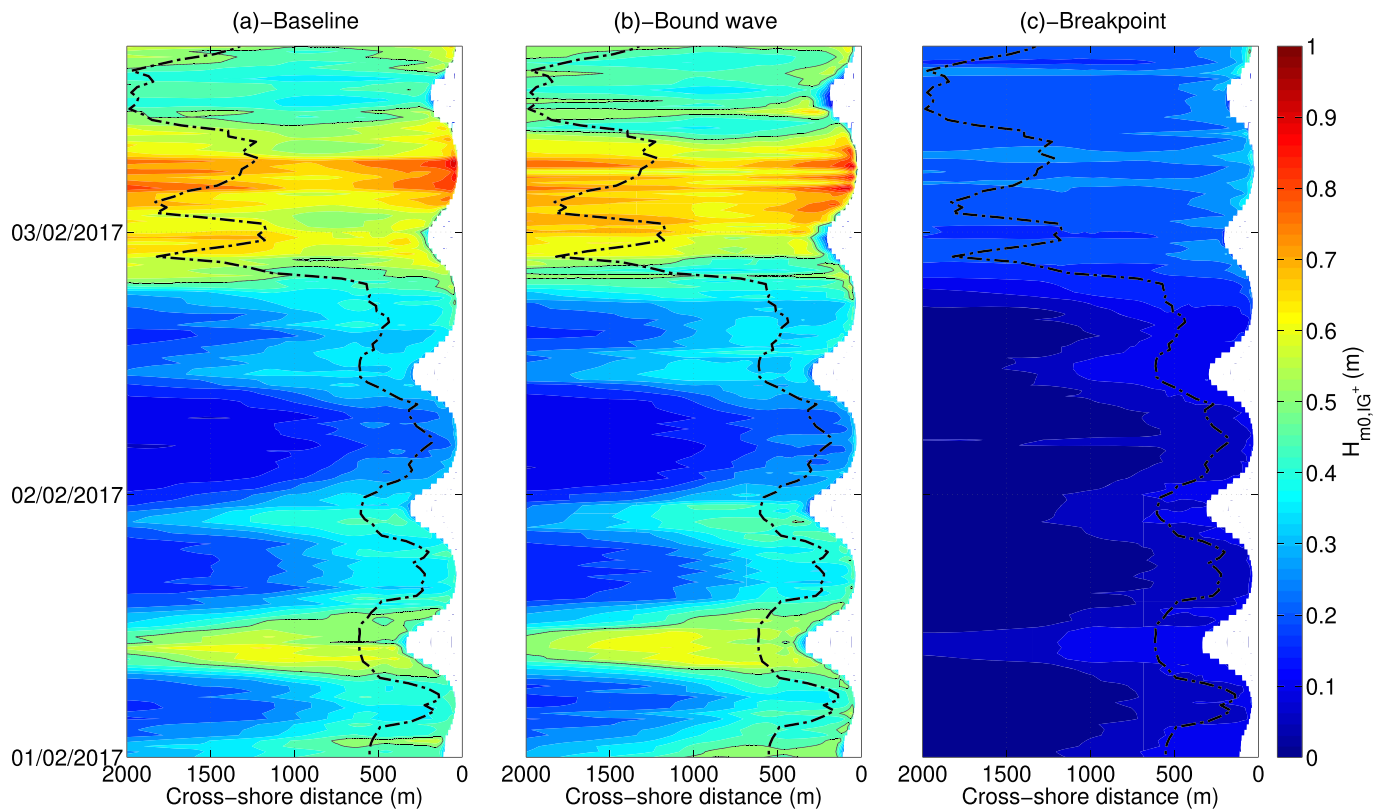 (a)−Baseline
(b)−Bound wave
(c)−Breakpoint
03/02/2017
02/02/2017
01/02/2017
2000 1500 1000 500 0
2000 1500 1000 500 0
2000 1500 1000 500 0
Cross−shore distance (m)
Cross−shore distance (m)
Cross−shore distance (m)
1
0.9
0.8
0.7
0.6
0.5
0.4
0.3
0.2
0.1
0
H_{m0,IG^+} (m)